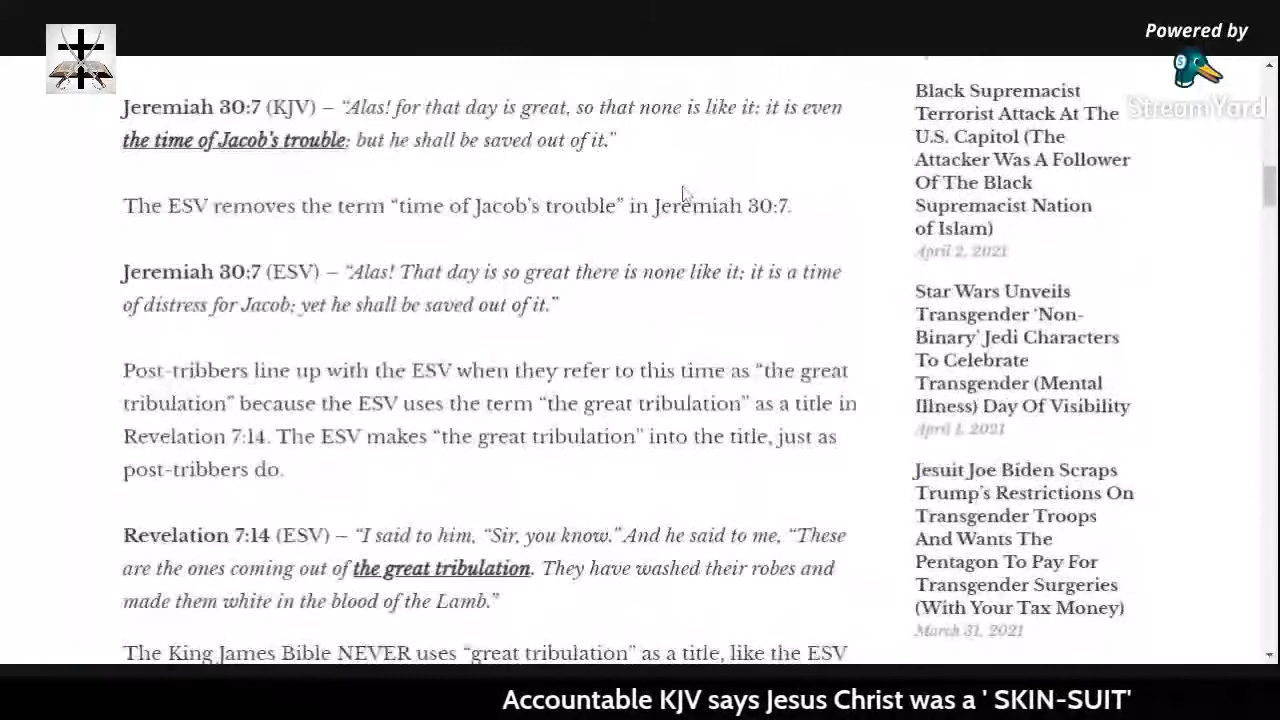 Powered by
StreamYard
Jeremiah 30:7 (KJV) – “Alas! for that day is great, so that none is like it: it is even
the time of Jacob’s trouble; but he shall be saved out of it.”
The ESV removes the term “time of Jacob’s trouble” in Jeremiah 30:7.
Jeremiah 30:7 (ESV) – “Alas! That day is so great there is none like it; it is a time
of distress for Jacob; yet he shall be saved out of it.”
Post-tribbers line up with the ESV when they refer to this time as “the great
tribulation” because the ESV uses the term “the great tribulation” as a title in
Revelation 7:14. The ESV makes “the great tribulation” into the title, just as
post-tribbers do.
Revelation 7:14 (ESV) – “I said to him, “Sir, you know.” And he said to me, “These
are the ones coming out of the great tribulation. They have washed their robes and
made them white in the blood of the Lamb.”
The King James Bible NEVER uses “great tribulation” as a title, like the ESV
Black Supremacist
Terrorist Attack At The
U.S. Capitol (The
Attacker Was A Follower
Of The Black
Supremacist Nation
of Islam)
April 2, 2021
Star Wars Unveils
Transgender ‘Non-
Binary’ Jedi Characters
To Celebrate
Transgender (Mental
Illness) Day Of Visibility
April 1, 2021
Jesuit Joe Biden Scraps
Trump’s Restrictions On
Transgender Troops
And Wants The
Pentagon To Pay For
Transgender Surgeries
(With Your Tax Money)
March 31, 2021
Accountable KJV says Jesus Christ was a ' SKIN-SUIT'